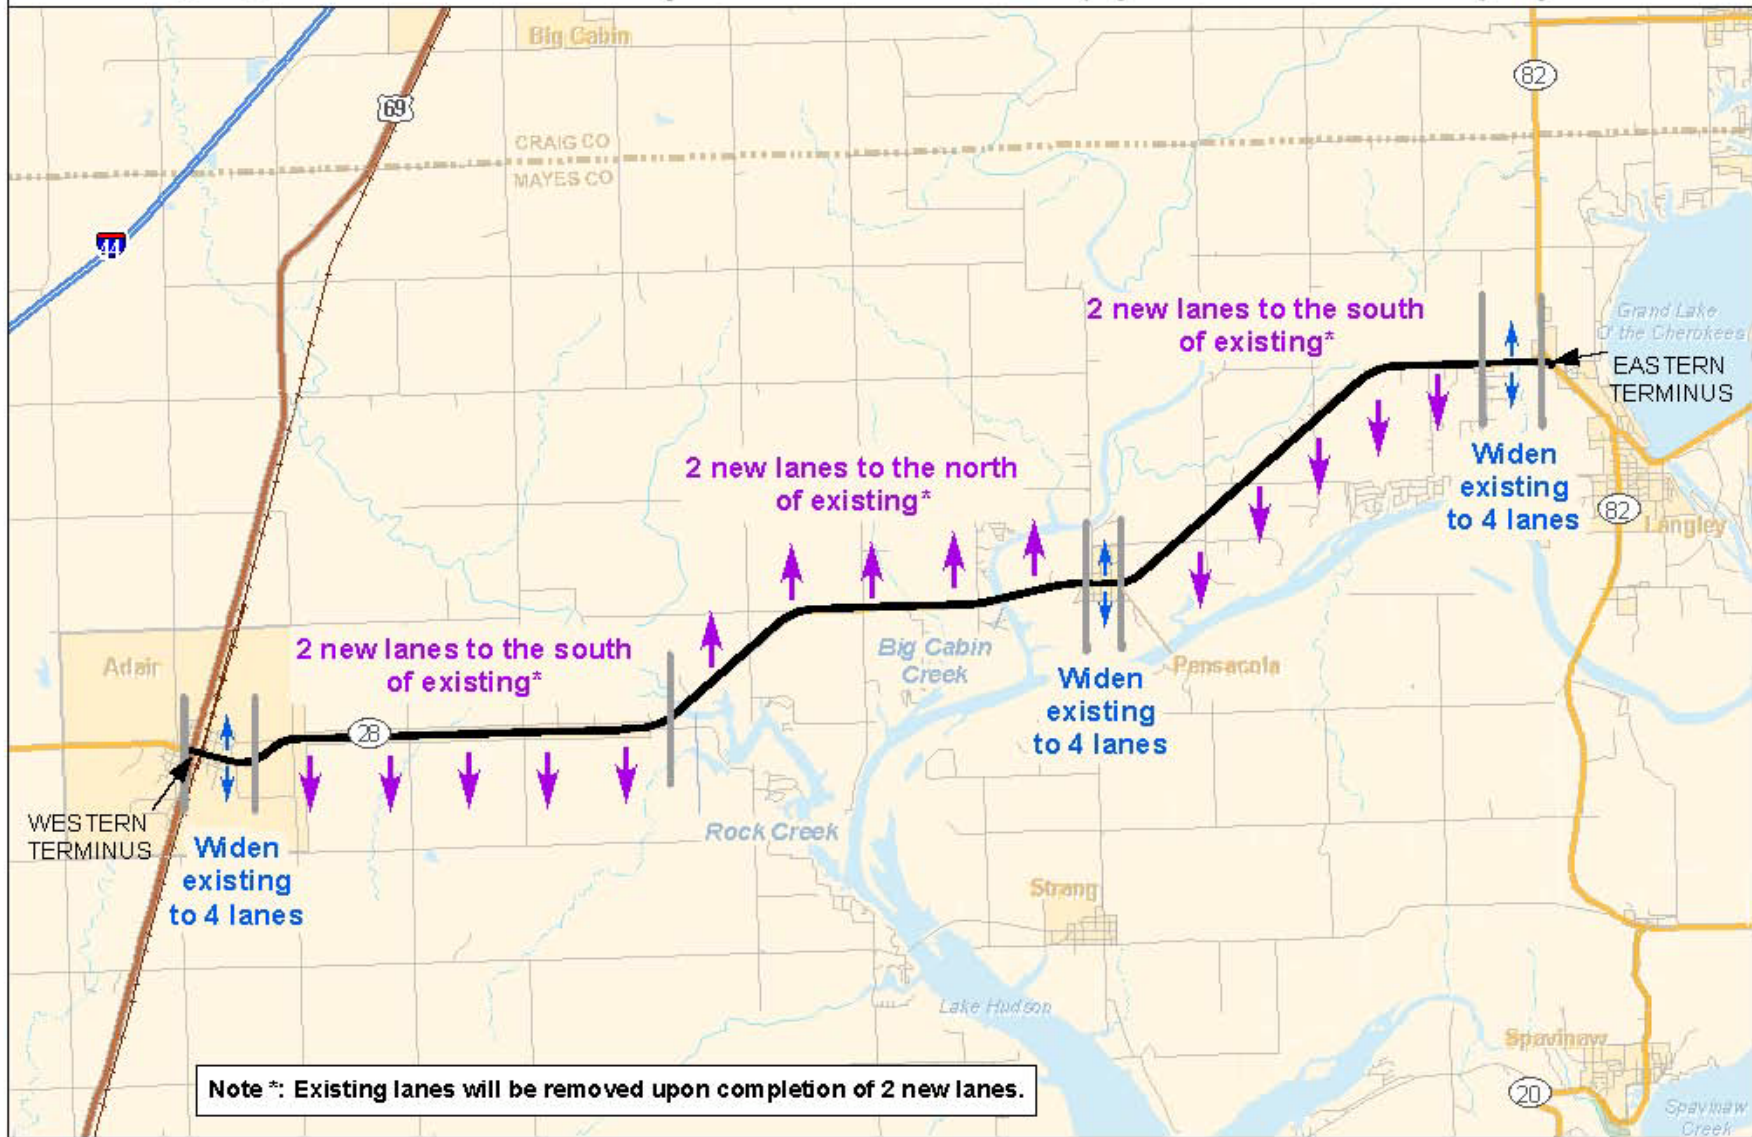 Big Cabin
82
69
CRAIG CO
MAYES CO
44
2 new lanes to the south
of existing*
Grand Lake
O' the Cherokees
EASTERN
TERMINUS
2 new lanes to the north
of existing*
Widen
existing
to 4 lanes
82
Langley
2 new lanes to the south
of existing*
Adair
Big Cabin
Creek
Pensacola
Widen
existing
to 4 lanes
28
WESTERN
TERMINUS
Widen
existing
to 4 lanes
Rock Creek
Strang
Lake Hudson
Spavinaw
20
Spavinaw
Creek
Note *: Existing lanes will be removed upon completion of 2 new lanes.